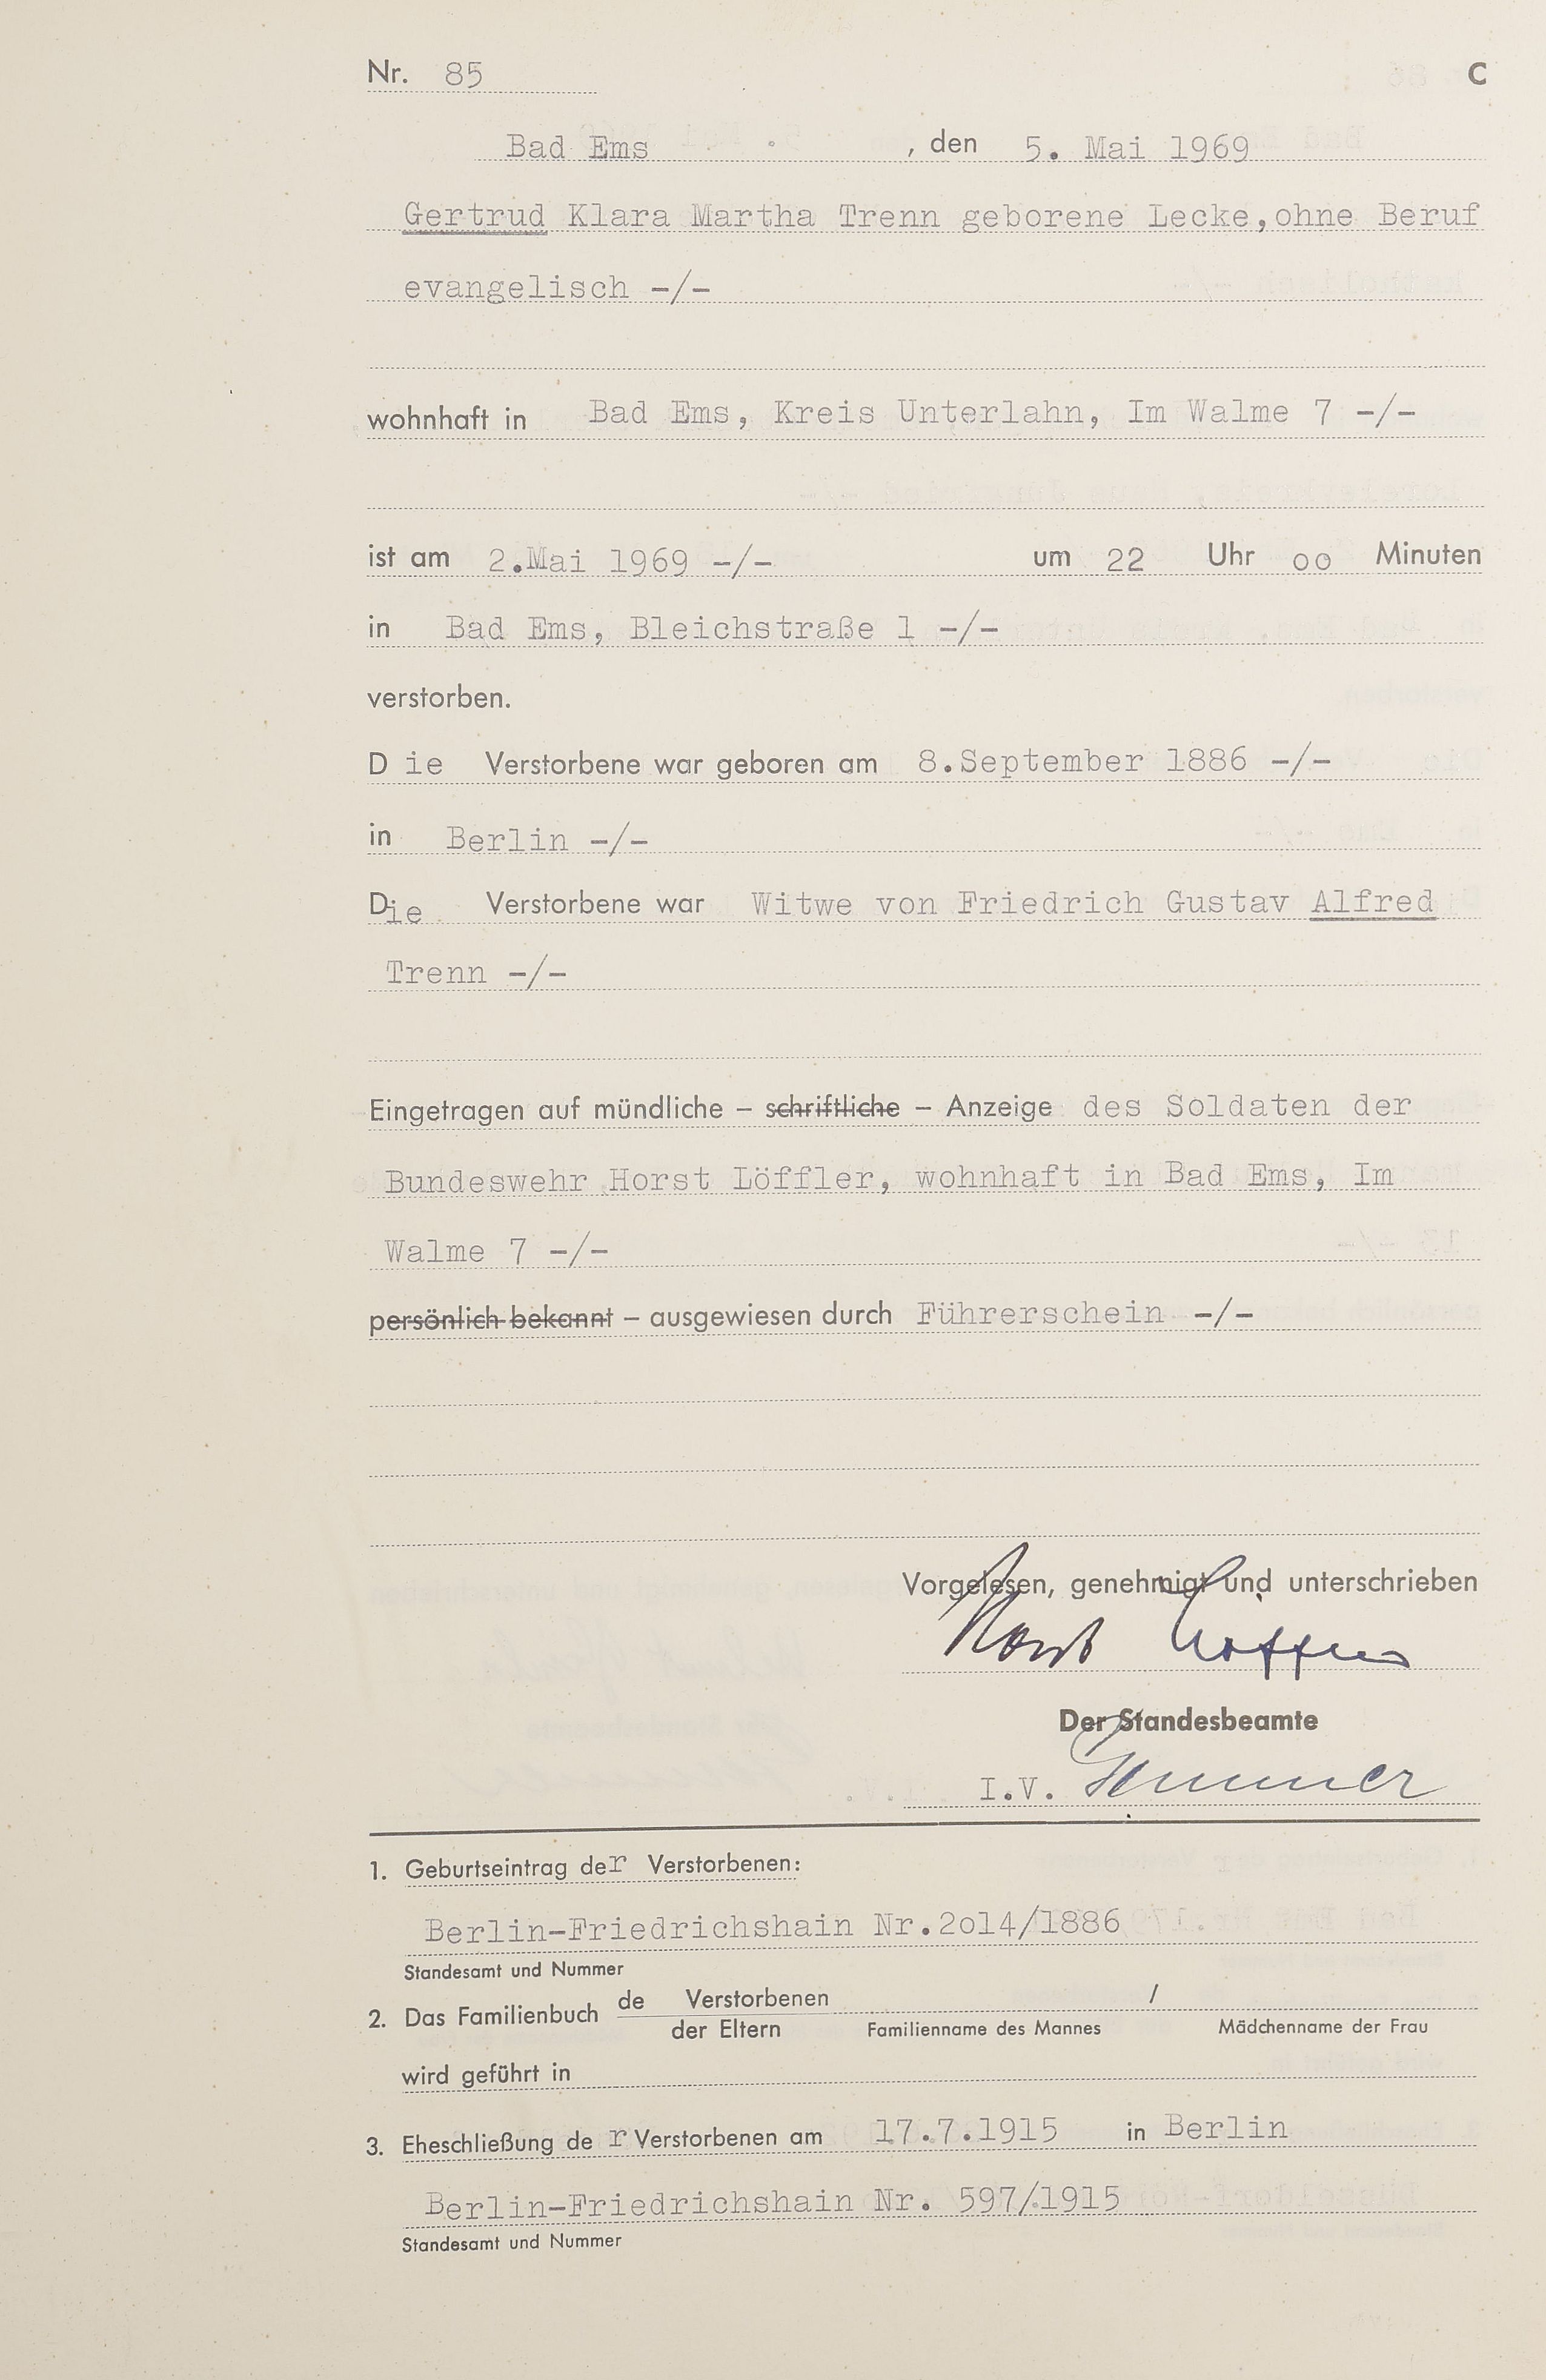 Nr. 85 C
Bad Ems , den 5. Mai 1969
Gertrud Klara Martha Trenn geborene Lecke,ohne Beruf
evangelisch -/-
wohnhaft in Bad Ems, Kreis Unterlahn, Im Walme 7 -/-
ist am 2.Mai 1969 -/- um 22 Uhr oo Minuten
in Bad Ems, Bleichstraße 1 -/-
verstorben.
Die Verstorbene war geboren am 8.September 1886 -/-
in Berlin -/-
Die Verstorbene war Witwe von Friedrich Gustav Alfred
Trenn -/-
Eingetragen auf mündliche – schriftliche – Anzeige des Soldaten der
Bundeswehr Horst Löffler, wohnhaft in Bad Ems, Im
Walme 7 -/-
persönlich bekannt – ausgewiesen durch Führerschein -/-
Vorgelesen, genehmigt und unterschrieben
Horst Löffler
Der Standesbeamte
I.V.
1. Geburtseintrag der Verstorbenen:
Berlin-Friedrichshain Nr.2o14/1886
Standesamt und Nummer
2. Das Familienbuch de Verstorbenen /
der Eltern Familienname des Mannes Mädchenname der Frau
wird geführt in
3. Eheschließung der Verstorbenen am 17.7.1915 in Berlin
Berlin-Friedrichshain Nr. 597/1915
Standesamt und Nummer